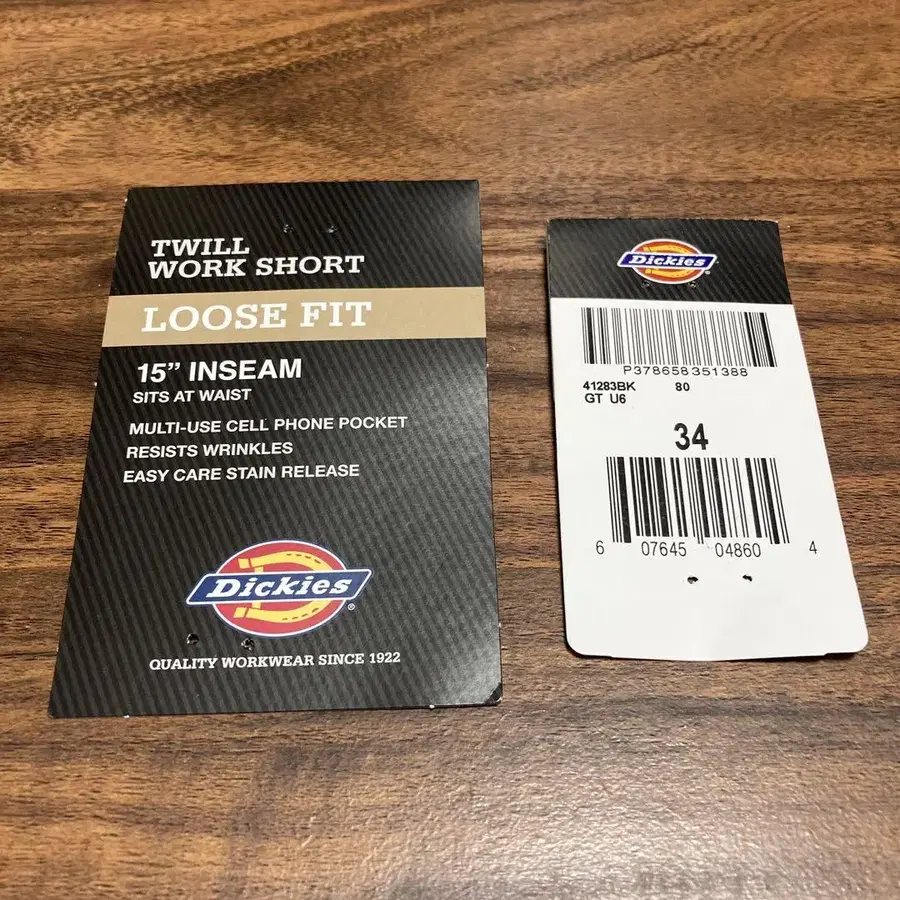 TWILL
WORK SHORT
LOOSE FIT
15” INSEAM
SITS AT WAIST
MULTI-USE CELL PHONE POCKET
RESISTS WRINKLES
EASY CARE STAIN RELEASE
Dickies®
QUALITY WORKWEAR SINCE 1922
Dickies®
P378658351388
41283BK 80
GT U6
34
6 07645 04860 4